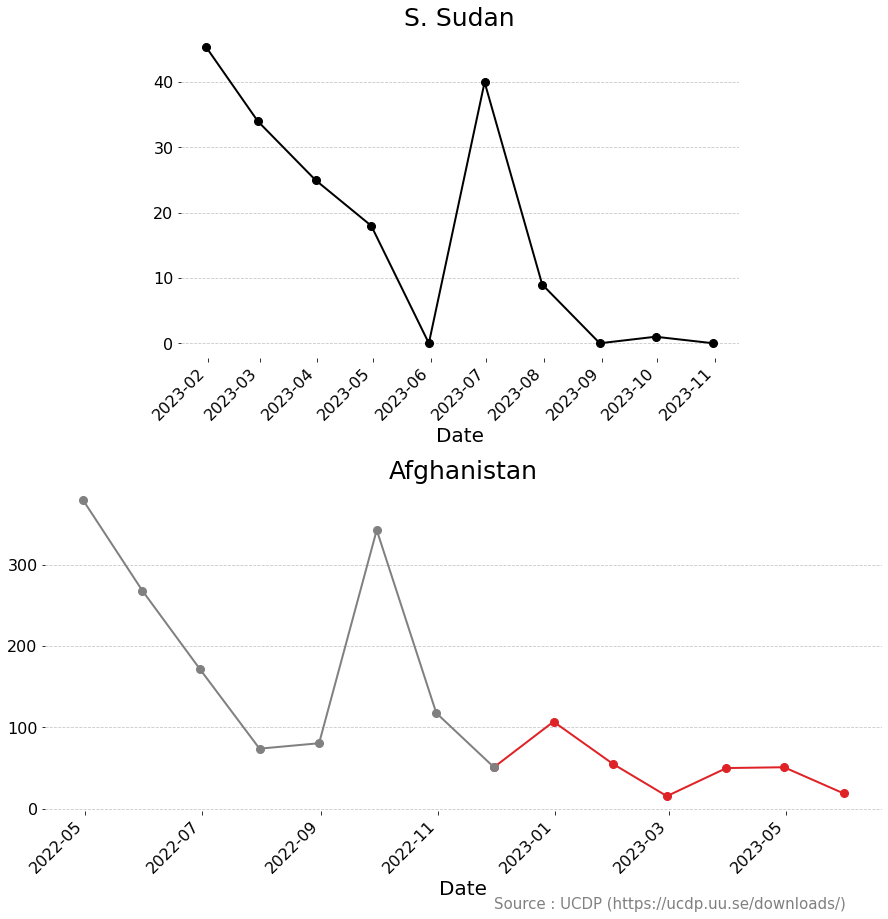 S. Sudan
40
30
20
10
0
2023-02 2023-03 2023-04 2023-05 2023-06 2023-07 2023-08 2023-09 2023-10 2023-11
Date
Afghanistan
300
200
100
0
2022-05 2022-07 2022-09 2022-11 2023-01 2023-03 2023-05
Date
Source : UCDP (https://ucdp.uu.se/downloads/)